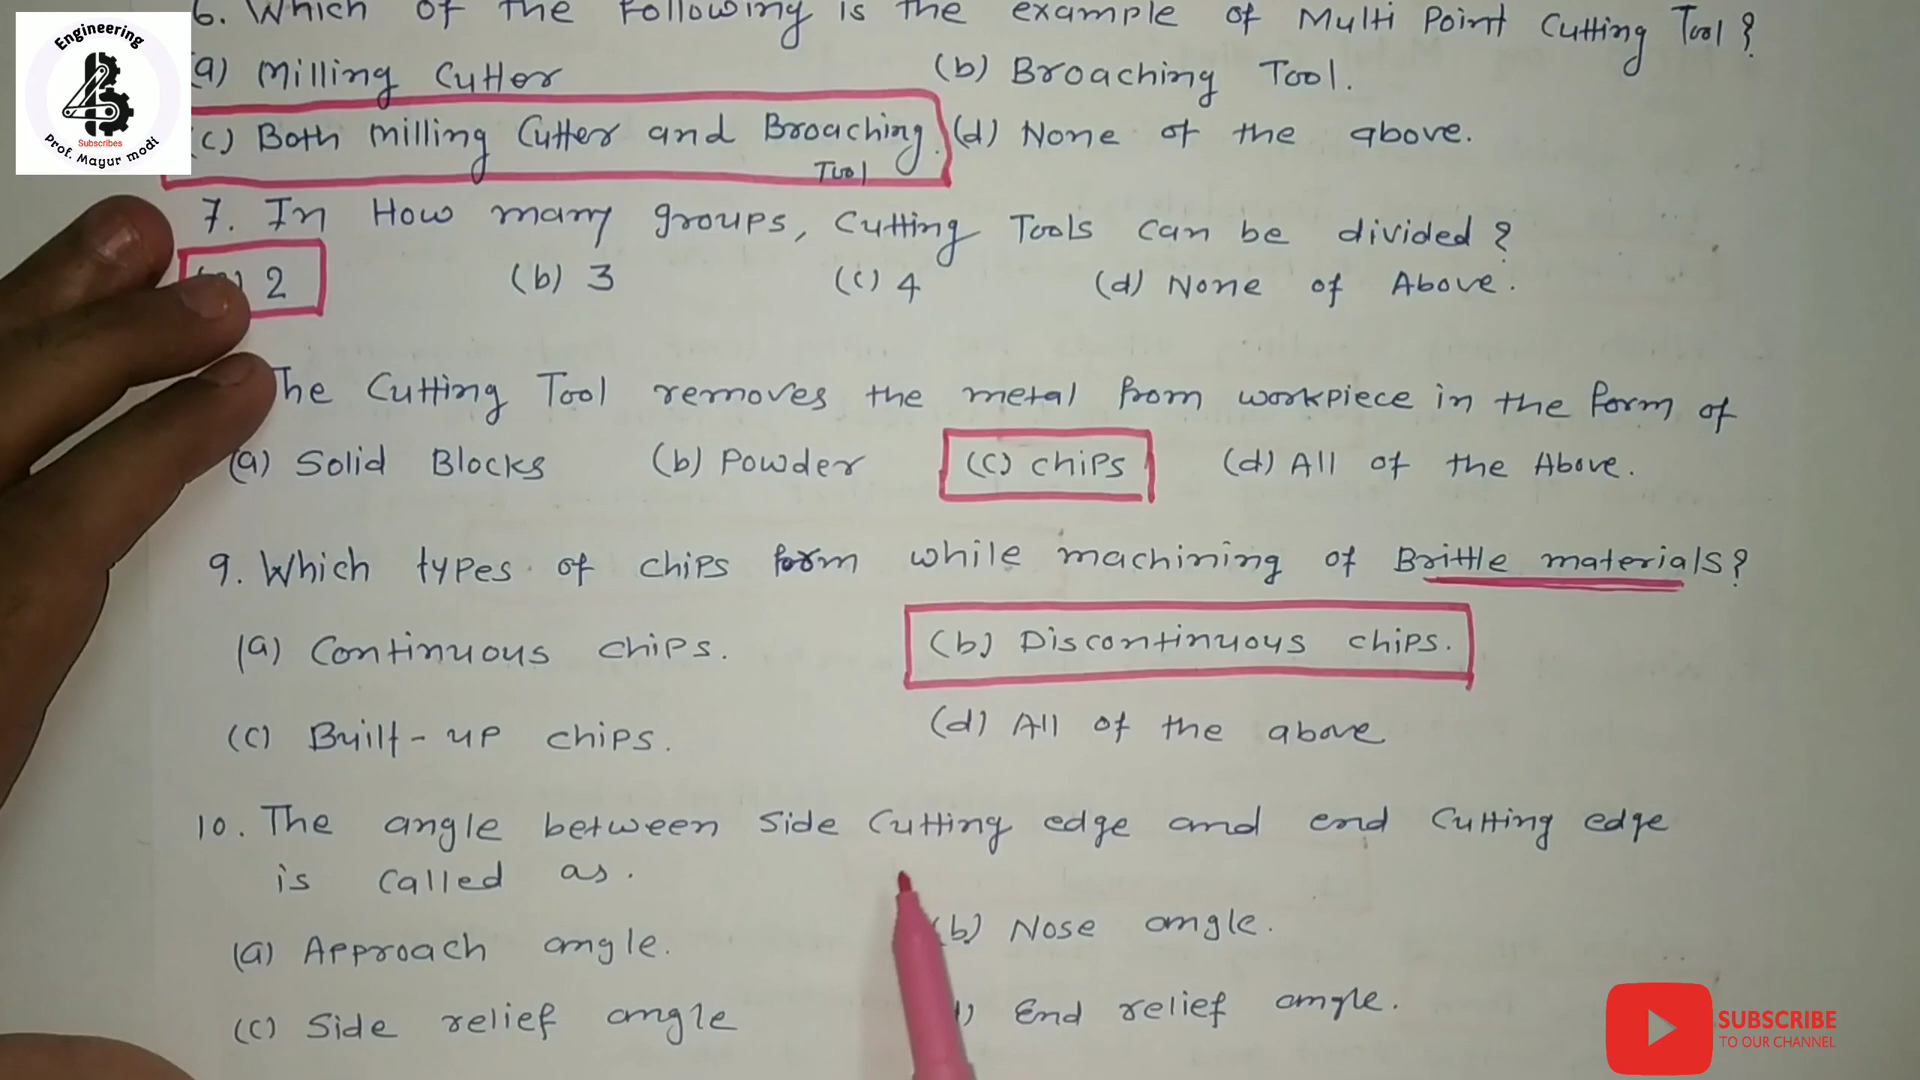 Engineering
Subscribes
Prof. Mayur modi
6. Which of the following is the example of Multi Point Cutting Tool?
(a) Milling Cutter (b) Broaching Tool.
(c) Both Milling Cutter and Broaching (d) None of the above.
Tool
7. In How many groups, Cutting Tools can be divided?
2 (b) 3 (c) 4 (d) None of Above.
The Cutting Tool removes the metal from workpiece in the form of
(a) Solid Blocks (b) Powder (c) chips (d) All of the Above.
9. Which types of chips form while machining of Brittle materials?
(a) Continuous chips. (b) Discontinuous chips.
(c) Built-up chips. (d) All of the above
10. The angle between side cutting edge and end cutting edge
is called as.
(a) Approach angle. (b) Nose angle.
(c) Side relief angle d) End relief angle.
SUBSCRIBE
TO OUR CHANNEL